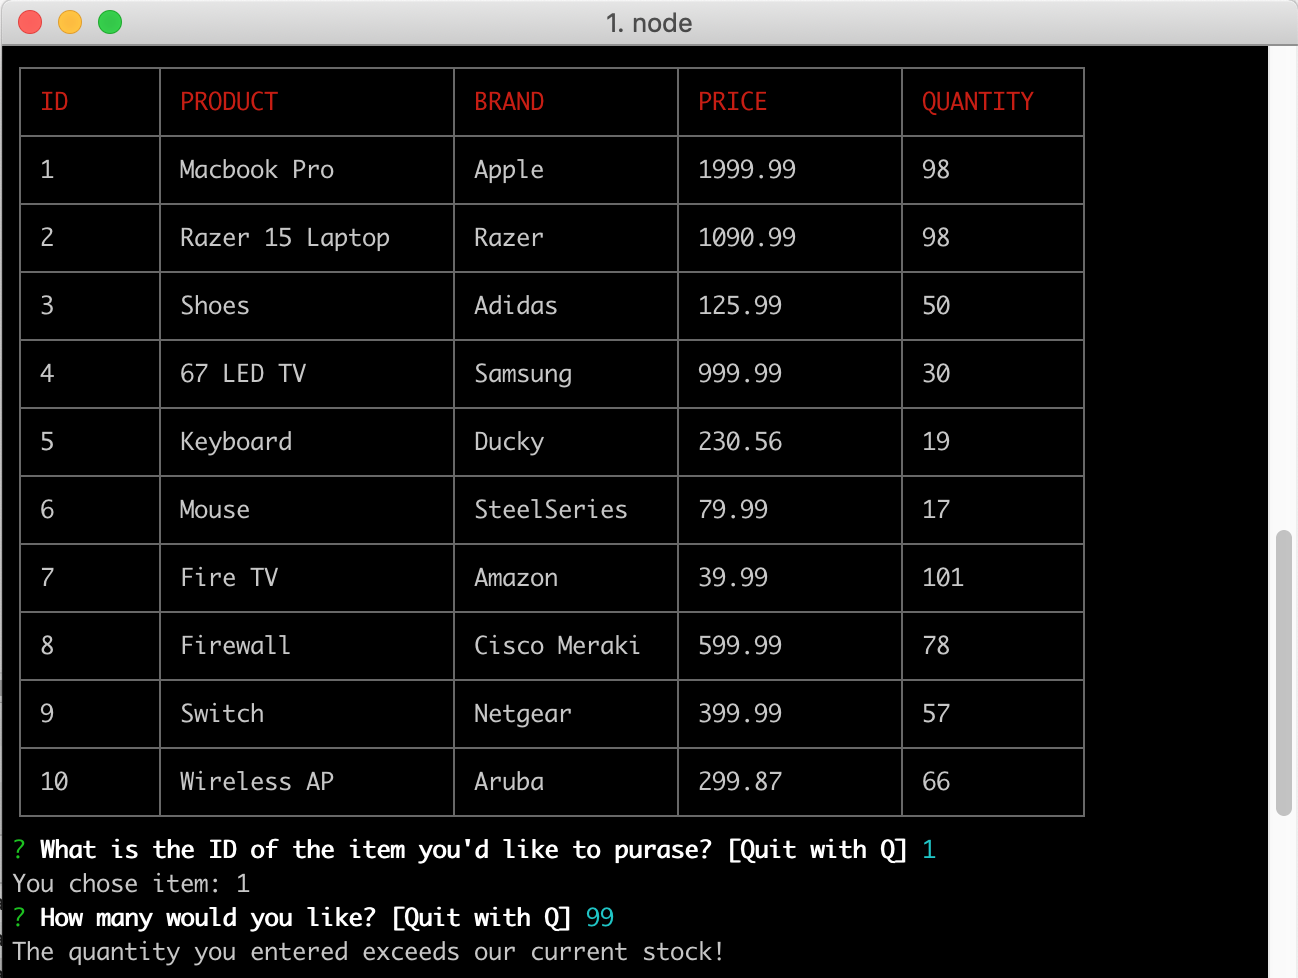 1. node
ID PRODUCT BRAND PRICE QUANTITY
1 Macbook Pro Apple 1999.99 98
2 Razer 15 Laptop Razer 1090.99 98
3 Shoes Adidas 125.99 50
4 67 LED TV Samsung 999.99 30
5 Keyboard Ducky 230.56 19
6 Mouse SteelSeries 79.99 17
7 Fire TV Amazon 39.99 101
8 Firewall Cisco Meraki 599.99 78
9 Switch Netgear 399.99 57
10 Wireless AP Aruba 299.87 66
? What is the ID of the item you'd like to purase? [Quit with Q] 1
You chose item: 1
? How many would you like? [Quit with Q] 99
The quantity you entered exceeds our current stock!